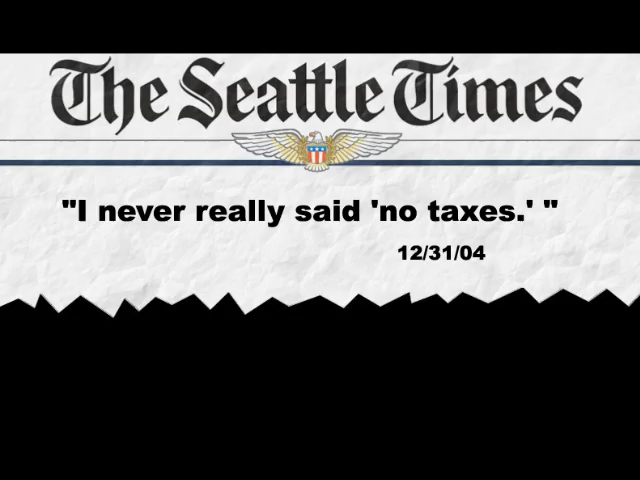 The Seattle Times
"I never really said 'no taxes.' "
12/31/04